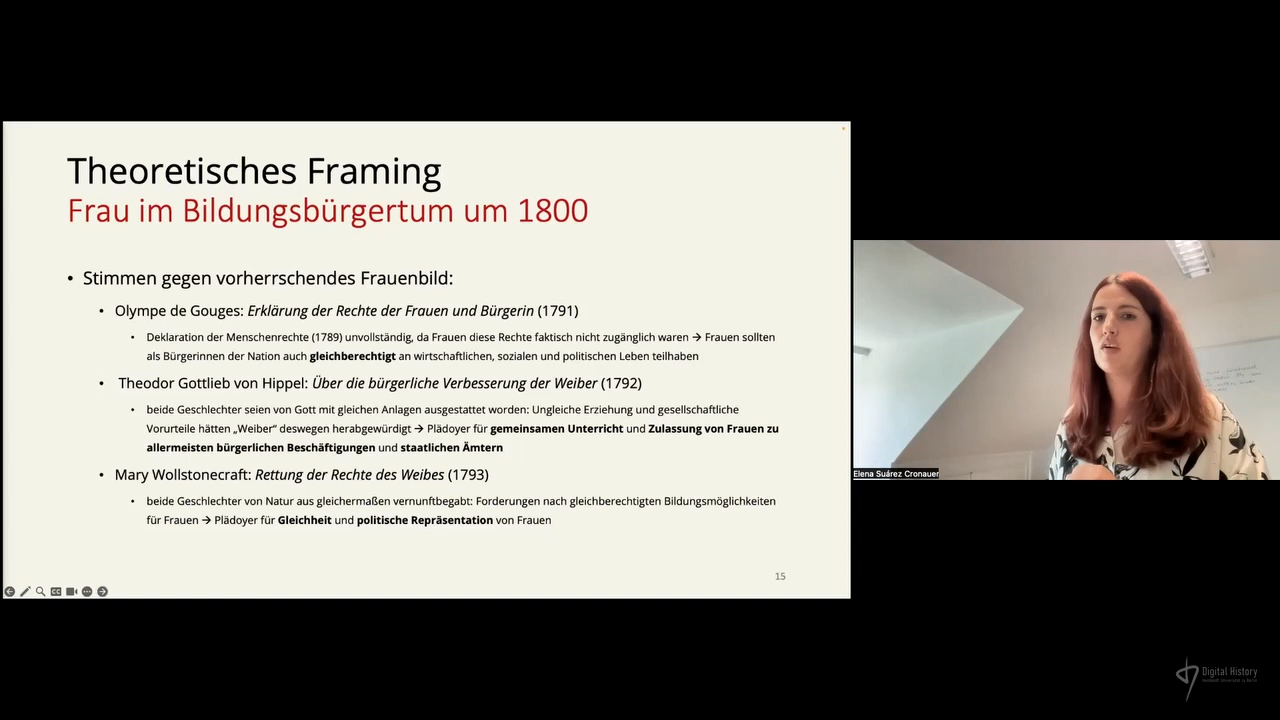 Theoretisches Framing
Frau im Bildungsbürgertum um 1800
• Stimmen gegen vorherrschendes Frauenbild:
• Olympe de Gouges: Erklärung der Rechte der Frauen und Bürgerin (1791)
• Deklaration der Menschenrechte (1789) unvollständig, da Frauen diese Rechte faktisch nicht zugänglich waren → Frauen sollten
als Bürgerinnen der Nation auch gleichberechtigt an wirtschaftlichen, sozialen und politischen Leben teilhaben
• Theodor Gottlieb von Hippel: Über die bürgerliche Verbesserung der Weiber (1792)
• beide Geschlechter seien von Gott mit gleichen Anlagen ausgestattet worden: Ungleiche Erziehung und gesellschaftliche
Vorurteile hätten „Weiber“ deswegen herabgewürdigt → Plädoyer für gemeinsamen Unterricht und Zulassung von Frauen zu
allermeisten bürgerlichen Beschäftigungen und staatlichen Ämtern
• Mary Wollstonecraft: Rettung der Rechte des Weibes (1793)
• beide Geschlechter von Natur aus gleichermaßen vernunftbegabt: Forderungen nach gleichberechtigten Bildungsmöglichkeiten
für Frauen → Plädoyer für Gleichheit und politische Repräsentation von Frauen
15
Elena Suárez Cronauer
Digital History
Humboldt-Universität zu Berlin